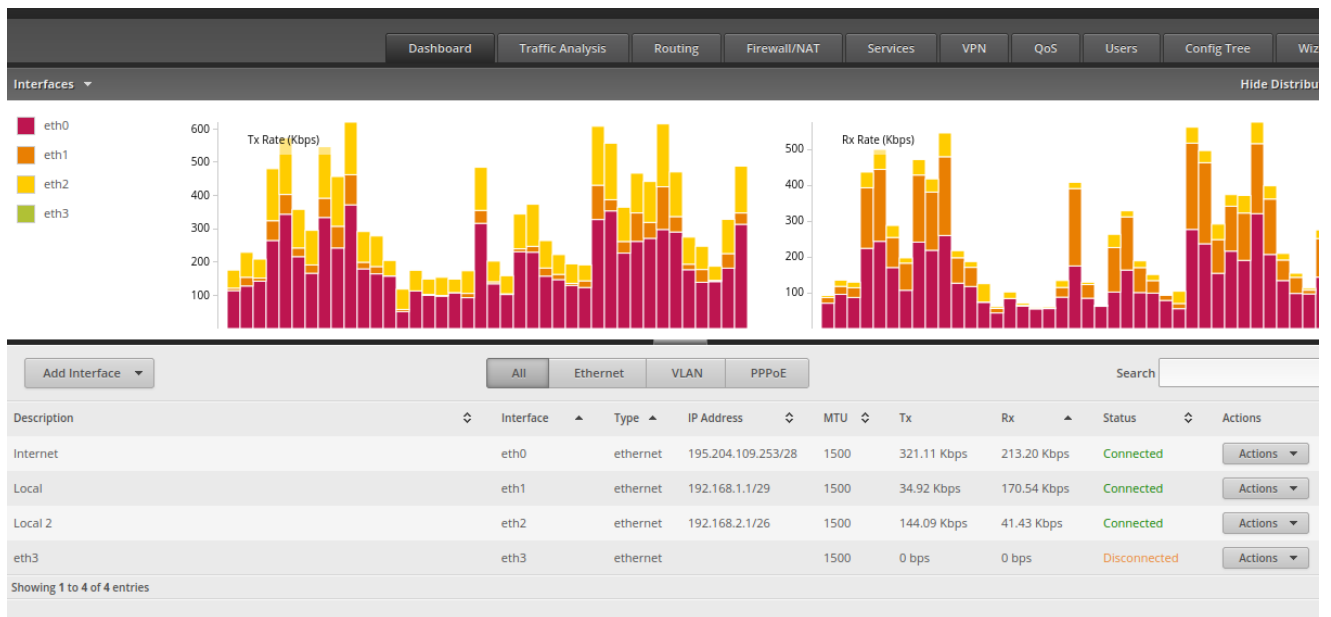 Dashboard Traffic Analysis Routing Firewall/NAT Services VPN QoS Users Config Tree Wiz
Interfaces Hide Distribu
eth0
eth1
eth2
eth3
Tx Rate (Kbps)
600
500
400
300
200
100
Rx Rate (Kbps)
500
400
300
200
100
Add Interface All Ethernet VLAN PPPoE Search
Description Interface Type IP Address MTU Tx Rx Status Actions
Internet eth0 ethernet 195.204.109.253/28 1500 321.11 Kbps 213.20 Kbps Connected Actions
Local eth1 ethernet 192.168.1.1/29 1500 34.92 Kbps 170.54 Kbps Connected Actions
Local 2 eth2 ethernet 192.168.2.1/26 1500 144.09 Kbps 41.43 Kbps Connected Actions
eth3 eth3 ethernet 1500 0 bps 0 bps Disconnected Actions
Showing 1 to 4 of 4 entries